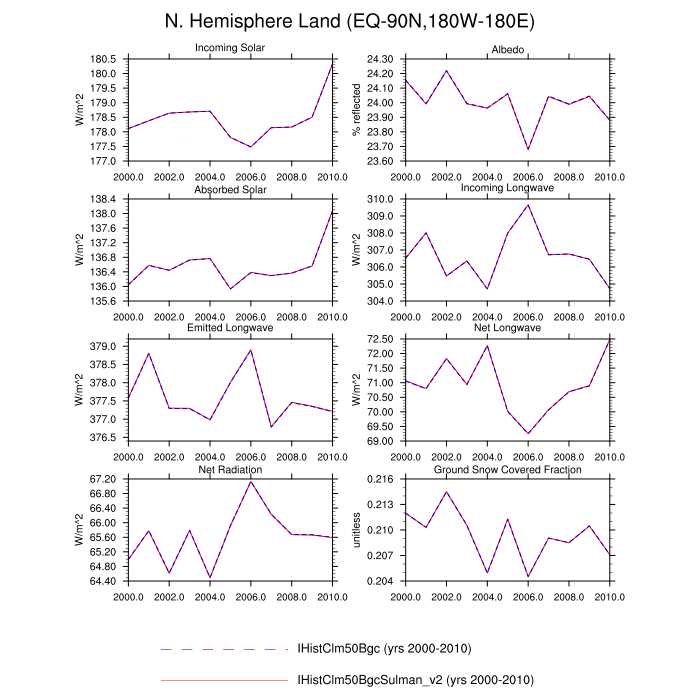 N. Hemisphere Land (EQ-90N,180W-180E)
Incoming Solar
W/m^2
180.5
180.0
179.5
179.0
178.5
178.0
177.5
177.0
2000.0 2002.0 2004.0 2006.0 2008.0 2010.0
Albedo
% reflected
24.30
24.20
24.10
24.00
23.90
23.80
23.70
23.60
2000.0 2002.0 2004.0 2006.0 2008.0 2010.0
Absorbed Solar
W/m^2
138.4
138.0
137.6
137.2
136.8
136.4
136.0
135.6
2000.0 2002.0 2004.0 2006.0 2008.0 2010.0
Incoming Longwave
W/m^2
310.0
309.0
308.0
307.0
306.0
305.0
304.0
2000.0 2002.0 2004.0 2006.0 2008.0 2010.0
Emitted Longwave
W/m^2
379.0
378.5
378.0
377.5
377.0
376.5
2000.0 2002.0 2004.0 2006.0 2008.0 2010.0
Net Longwave
W/m^2
72.50
72.00
71.50
71.00
70.50
70.00
69.50
69.00
2000.0 2002.0 2004.0 2006.0 2008.0 2010.0
Net Radiation
W/m^2
67.20
66.80
66.40
66.00
65.60
65.20
64.80
64.40
2000.0 2002.0 2004.0 2006.0 2008.0 2010.0
Ground Snow Covered Fraction
unitless
0.216
0.213
0.210
0.207
0.204
2000.0 2002.0 2004.0 2006.0 2008.0 2010.0
IHistClm50Bgc (yrs 2000-2010)
IHistClm50BgcSulman_v2 (yrs 2000-2010)